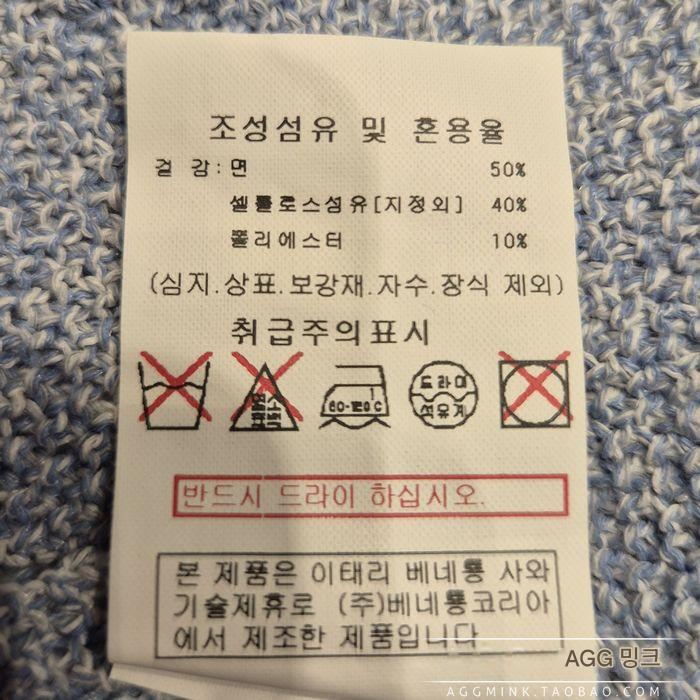 조성섬유 및 혼용율
겉 감:면 50%
셀룰로스섬유[지정외] 40%
폴리에스터 10%
(심지.상표.보강재.자수.장식 제외)
취급주의표시
드라이
60-120°C
석유계
반드시 드라이 하십시오.
본 제품은 이태리 베네통 사와
기술제휴로 (주)베네통코리아
에서 제조한 제품입니다
AGG 밍크
AGGMINK.TAOBAO.COM